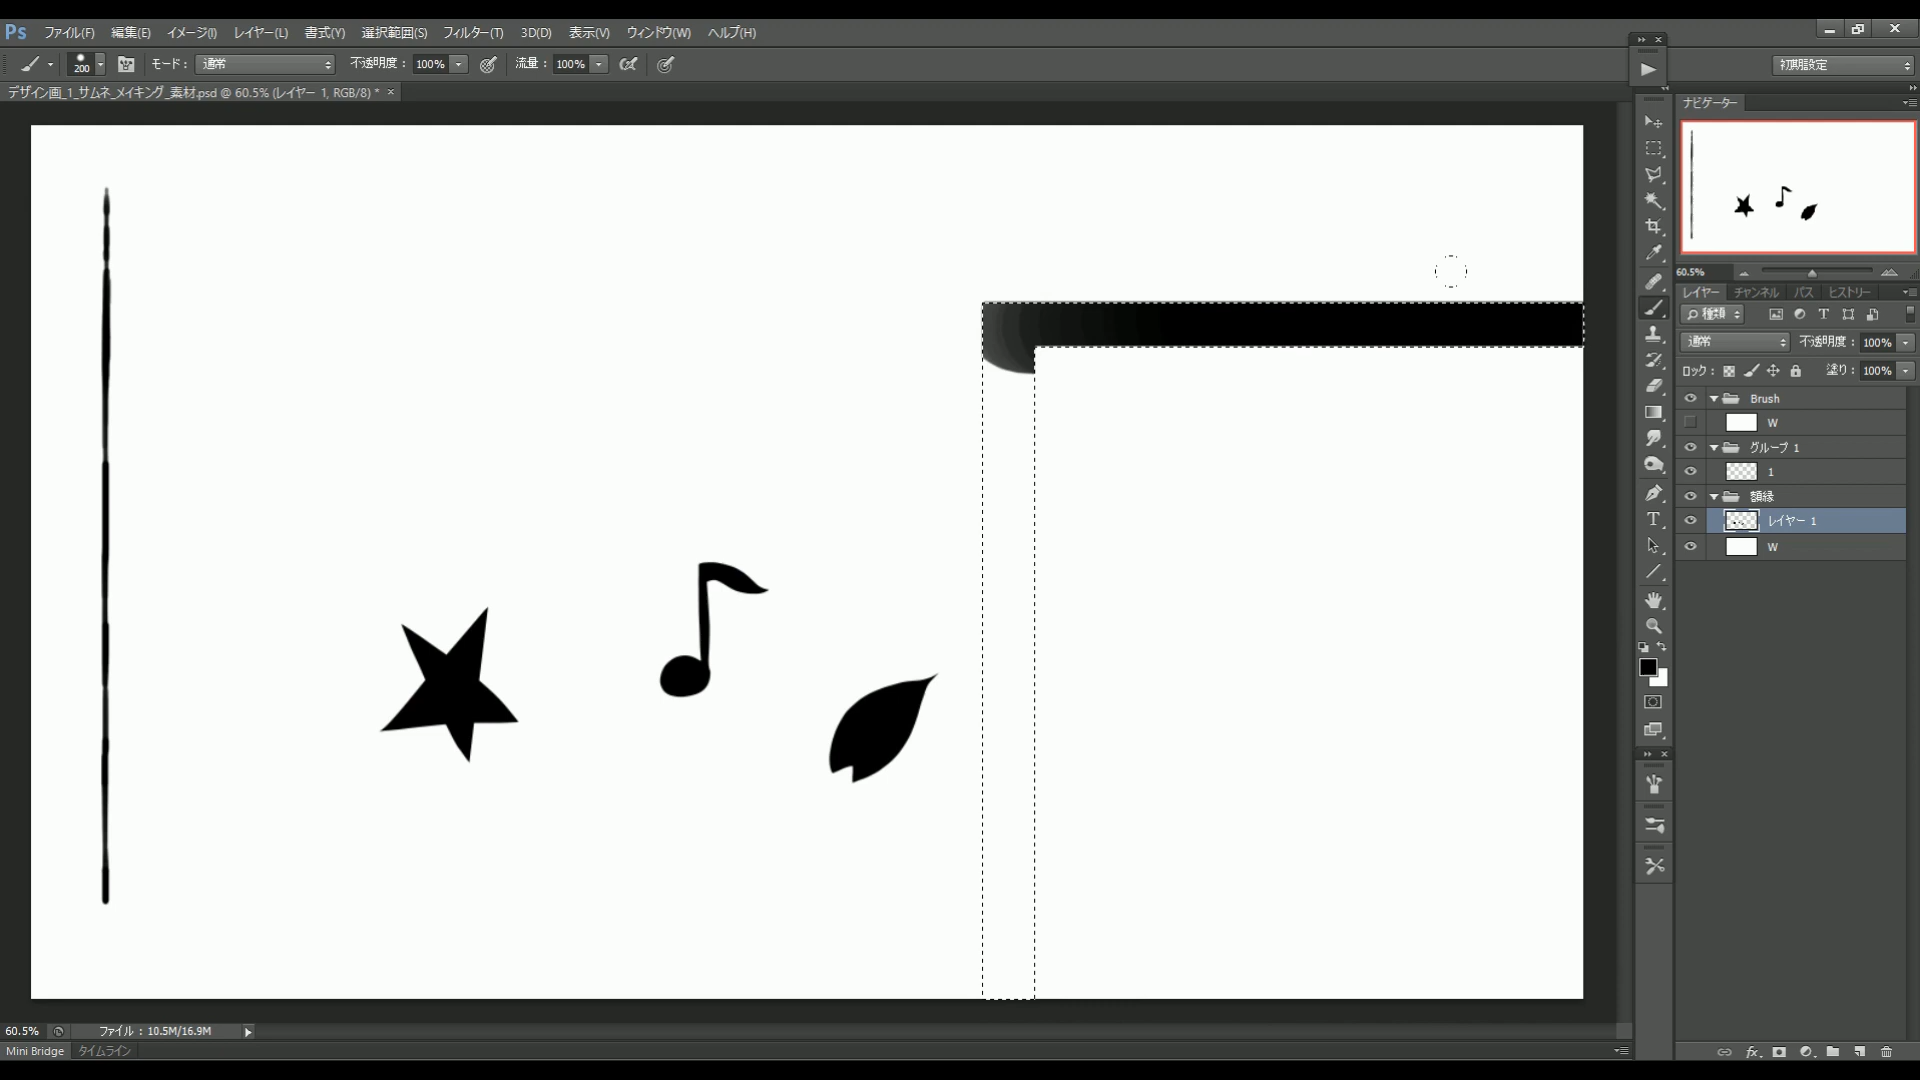 Ps ファイル(F) 編集(E) イメージ(I) レイヤー(L) 書式(Y) 選択範囲(S) フィルター(T) 3D(D) 表示(V) ウィンドウ(W) ヘルプ(H)
200 モード： 通常 不透明度： 100% 流量： 100% 初期設定
デザイン画_1_サムネ_メイキング_素材.psd @ 60.5% (レイヤー 1, RGB/8) * ×
ナビゲーター
60.5%
レイヤー チャンネル パス ヒストリー
種類
通常 不透明度： 100%
ロック： 塗り： 100%
Brush
W
グループ 1
1
額縁
レイヤー 1
W
60.5% ファイル：10.5M/16.9M
Mini Bridge タイムライン